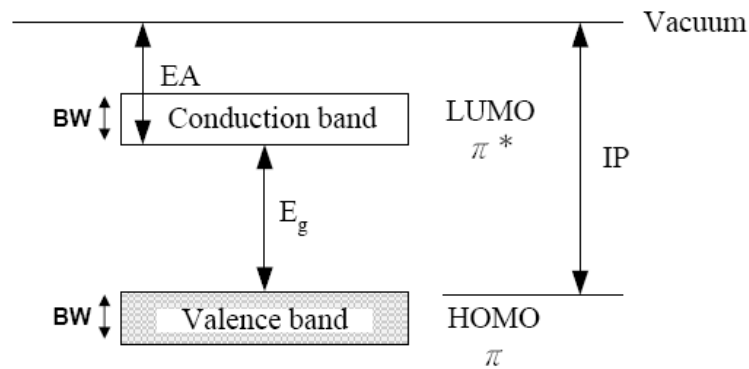 Vacuum
EA
BW
Conduction band
LUMO
π *
IP
E_g
BW
Valence band
HOMO
π